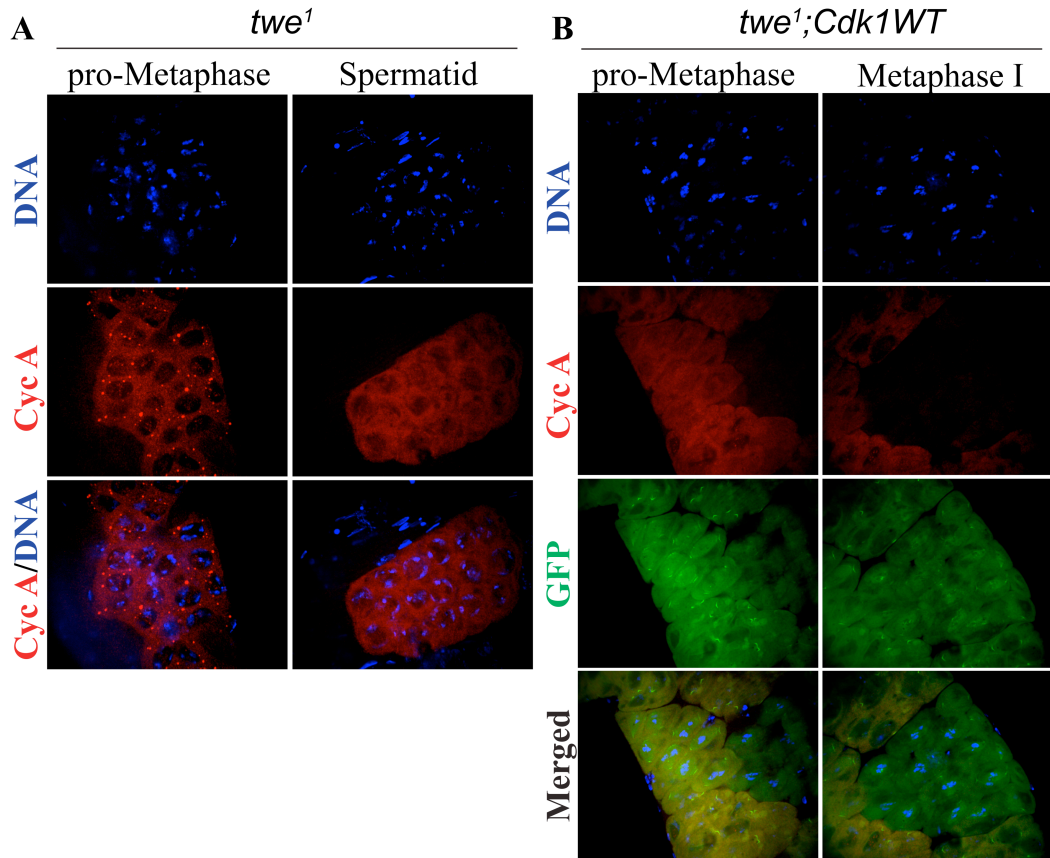 A
twe¹
pro-Metaphase
Spermatid
DNA
Cyc A
Cyc A/DNA
B
twe¹;Cdk1WT
pro-Metaphase
Metaphase I
DNA
Cyc A
GFP
Merged